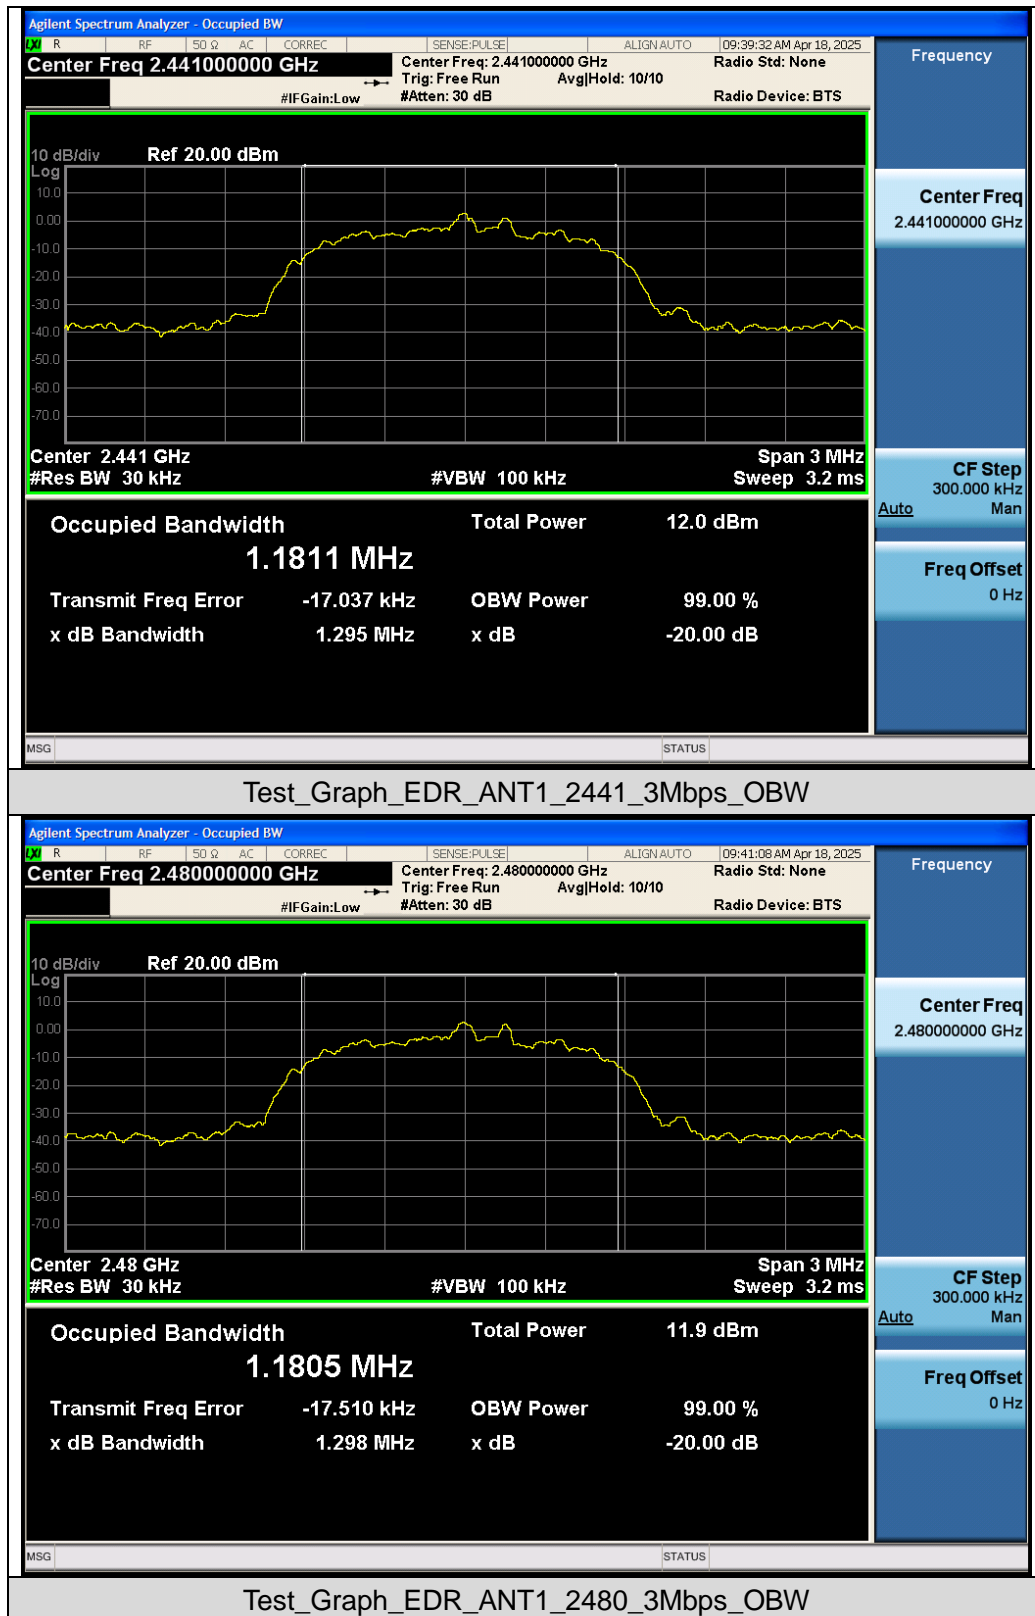 Agilent Spectrum Analyzer - Occupied BW
LXI R RF 50 Ω AC CORREC SENSE:PULSE ALIGN AUTO 09:39:32 AM Apr 18, 2025
Center Freq 2.441000000 GHz Center Freq: 2.441000000 GHz Radio Std: None
Trig: Free Run Avg|Hold: 10/10
#IFGain:Low #Atten: 30 dB Radio Device: BTS
Frequency
10 dB/div Ref 20.00 dBm
Log
10.0
0.00
-10.0
-20.0
-30.0
-40.0
-50.0
-60.0
-70.0
Center 2.441 GHz Span 3 MHz
#Res BW 30 kHz #VBW 100 kHz Sweep 3.2 ms
Center Freq
2.441000000 GHz
CF Step
300.000 kHz
Auto Man
Freq Offset
0 Hz
Occupied Bandwidth Total Power 12.0 dBm
1.1811 MHz
Transmit Freq Error -17.037 kHz OBW Power 99.00 %
x dB Bandwidth 1.295 MHz x dB -20.00 dB
MSG STATUS
Test_Graph_EDR_ANT1_2441_3Mbps_OBW
Agilent Spectrum Analyzer - Occupied BW
LXI R RF 50 Ω AC CORREC SENSE:PULSE ALIGN AUTO 09:41:08 AM Apr 18, 2025
Center Freq 2.480000000 GHz Center Freq: 2.480000000 GHz Radio Std: None
Trig: Free Run Avg|Hold: 10/10
#IFGain:Low #Atten: 30 dB Radio Device: BTS
Frequency
10 dB/div Ref 20.00 dBm
Log
10.0
0.00
-10.0
-20.0
-30.0
-40.0
-50.0
-60.0
-70.0
Center 2.48 GHz Span 3 MHz
#Res BW 30 kHz #VBW 100 kHz Sweep 3.2 ms
Center Freq
2.480000000 GHz
CF Step
300.000 kHz
Auto Man
Freq Offset
0 Hz
Occupied Bandwidth Total Power 11.9 dBm
1.1805 MHz
Transmit Freq Error -17.510 kHz OBW Power 99.00 %
x dB Bandwidth 1.298 MHz x dB -20.00 dB
MSG STATUS
Test_Graph_EDR_ANT1_2480_3Mbps_OBW